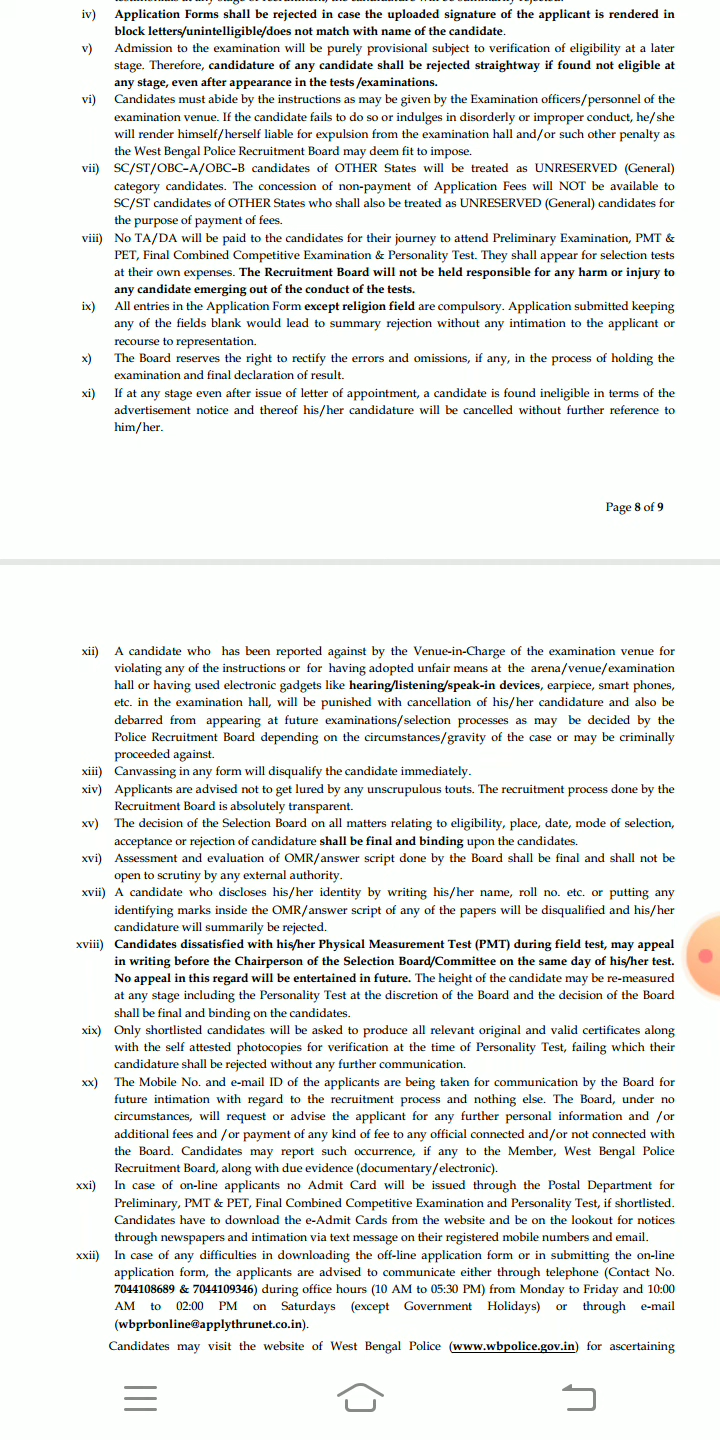 iv) Application Forms shall be rejected in case the uploaded signature of the applicant is rendered in
block letters/unintelligible/does not match with name of the candidate.
v) Admission to the examination will be purely provisional subject to verification of eligibility at a later
stage. Therefore, candidature of any candidate shall be rejected straightway if found not eligible at
any stage, even after appearance in the tests /examinations.
vi) Candidates must abide by the instructions as may be given by the Examination officers/personnel of the
examination venue. If the candidate fails to do so or indulges in disorderly or improper conduct, he/she
will render himself/herself liable for expulsion from the examination hall and/or such other penalty as
the West Bengal Police Recruitment Board may deem fit to impose.
vii) SC/ST/OBC-A/OBC-B candidates of OTHER States will be treated as UNRESERVED (General)
category candidates. The concession of non-payment of Application Fees will NOT be available to
SC/ST candidates of OTHER States who shall also be treated as UNRESERVED (General) candidates for
the purpose of payment of fees.
viii) No TA/DA will be paid to the candidates for their journey to attend Preliminary Examination, PMT &
PET, Final Combined Competitive Examination & Personality Test. They shall appear for selection tests
at their own expenses. The Recruitment Board will not be held responsible for any harm or injury to
any candidate emerging out of the conduct of the tests.
ix) All entries in the Application Form except religion field are compulsory. Application submitted keeping
any of the fields blank would lead to summary rejection without any intimation to the applicant or
recourse to representation.
x) The Board reserves the right to rectify the errors and omissions, if any, in the process of holding the
examination and final declaration of result.
xi) If at any stage even after issue of letter of appointment, a candidate is found ineligible in terms of the
advertisement notice and thereof his/her candidature will be cancelled without further reference to
him/her.
Page 8 of 9
xii) A candidate who has been reported against by the Venue-in-Charge of the examination venue for
violating any of the instructions or for having adopted unfair means at the arena/venue/examination
hall or having used electronic gadgets like hearing/listening/speak-in devices, earpiece, smart phones,
etc. in the examination hall, will be punished with cancellation of his/her candidature and also be
debarred from appearing at future examinations/selection processes as may be decided by the
Police Recruitment Board depending on the circumstances/gravity of the case or may be criminally
proceeded against.
xiii) Canvassing in any form will disqualify the candidate immediately.
xiv) Applicants are advised not to get lured by any unscrupulous touts. The recruitment process done by the
Recruitment Board is absolutely transparent.
xv) The decision of the Selection Board on all matters relating to eligibility, place, date, mode of selection,
acceptance or rejection of candidature shall be final and binding upon the candidates.
xvi) Assessment and evaluation of OMR/answer script done by the Board shall be final and shall not be
open to scrutiny by any external authority.
xvii) A candidate who discloses his/her identity by writing his/her name, roll no. etc. or putting any
identifying marks inside the OMR/answer script of any of the papers will be disqualified and his/her
candidature will summarily be rejected.
xviii) Candidates dissatisfied with his/her Physical Measurement Test (PMT) during field test, may appeal
in writing before the Chairperson of the Selection Board/Committee on the same day of his/her test.
No appeal in this regard will be entertained in future. The height of the candidate may be re-measured
at any stage including the Personality Test at the discretion of the Board and the decision of the Board
shall be final and binding on the candidates.
xix) Only shortlisted candidates will be asked to produce all relevant original and valid certificates along
with the self attested photocopies for verification at the time of Personality Test, failing which their
candidature shall be rejected without any further communication.
xx) The Mobile No. and e-mail ID of the applicants are being taken for communication by the Board for
future intimation with regard to the recruitment process and nothing else. The Board, under no
circumstances, will request or advise the applicant for any further personal information and /or
additional fees and /or payment of any kind of fee to any official connected and/or not connected with
the Board. Candidates may report such occurrence, if any to the Member, West Bengal Police
Recruitment Board, along with due evidence (documentary/electronic).
xxi) In case of on-line applicants no Admit Card will be issued through the Postal Department for
Preliminary, PMT & PET, Final Combined Competitive Examination and Personality Test, if shortlisted.
Candidates have to download the e-Admit Cards from the website and be on the lookout for notices
through newspapers and intimation via text message on their registered mobile numbers and email.
xxii) In case of any difficulties in downloading the off-line application form or in submitting the on-line
application form, the applicants are advised to communicate either through telephone (Contact No.
7044108689 & 7044109346) during office hours (10 AM to 05:30 PM) from Monday to Friday and 10:00
AM to 02:00 PM on Saturdays (except Government Holidays) or through e-mail
(wbprbonline@applythrunet.co.in).
Candidates may visit the website of West Bengal Police (www.wbpolice.gov.in) for ascertaining